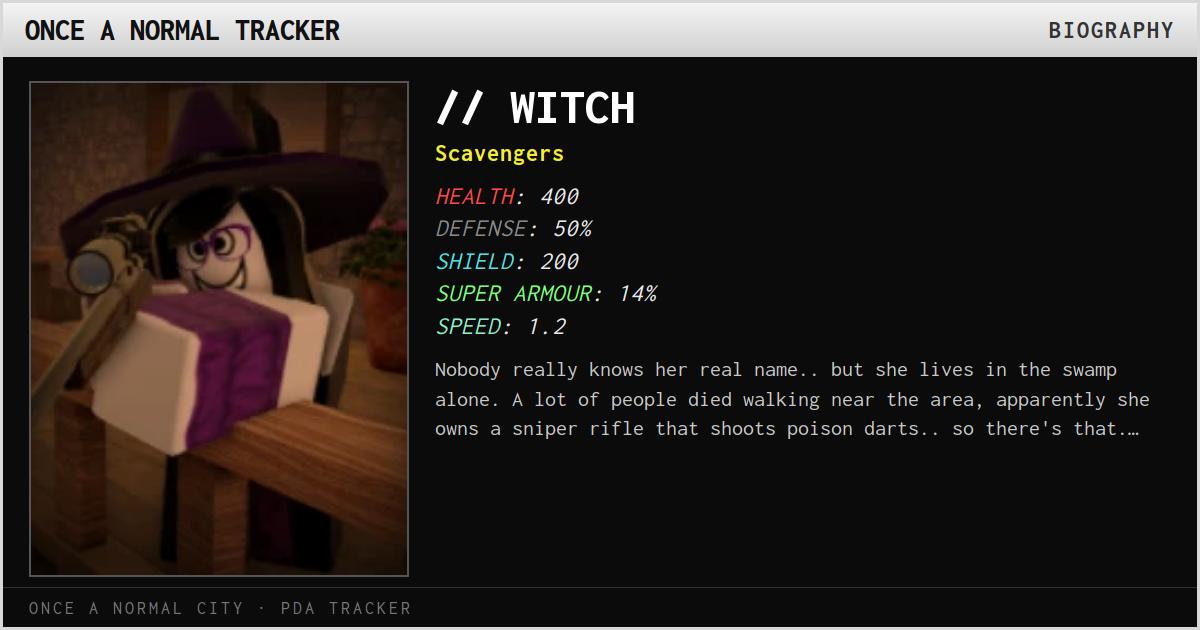 ONCE A NORMAL TRACKER
BIOGRAPHY
// WITCH
Scavengers
HEALTH: 400
DEFENSE: 50%
SHIELD: 200
SUPER ARMOUR: 14%
SPEED: 1.2
Nobody really knows her real name.. but she lives in the swamp
alone. A lot of people died walking near the area, apparently she
owns a sniper rifle that shoots poison darts.. so there's that.…
ONCE A NORMAL CITY · PDA TRACKER